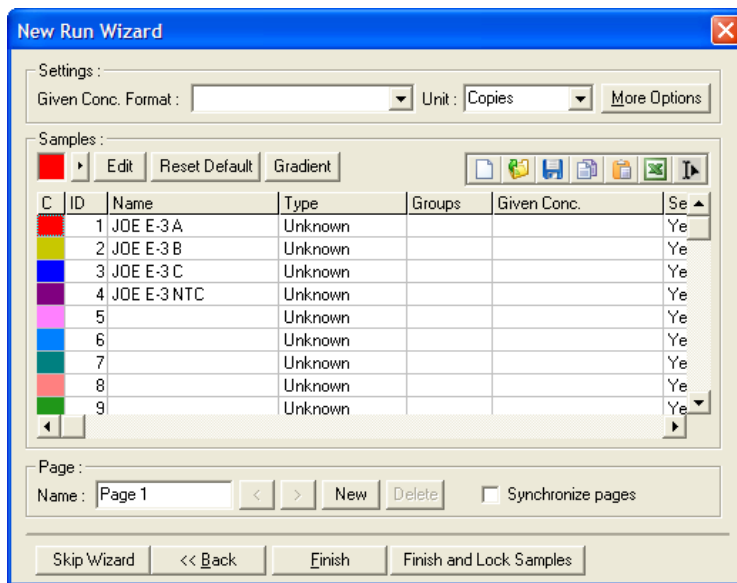 New Run Wizard
Settings :
Given Conc. Format : Unit : Copies More Options
Samples :
Edit Reset Default Gradient
C ID Name Type Groups Given Conc. Se
1 JOE E-3 A Unknown Ye
2 JOE E-3 B Unknown Ye
3 JOE E-3 C Unknown Ye
4 JOE E-3 NTC Unknown Ye
5 Unknown Ye
6 Unknown Ye
7 Unknown Ye
8 Unknown Ye
9 Unknown Ye
Page :
Name : Page 1 < > New Delete Synchronize pages
Skip Wizard << Back Finish Finish and Lock Samples